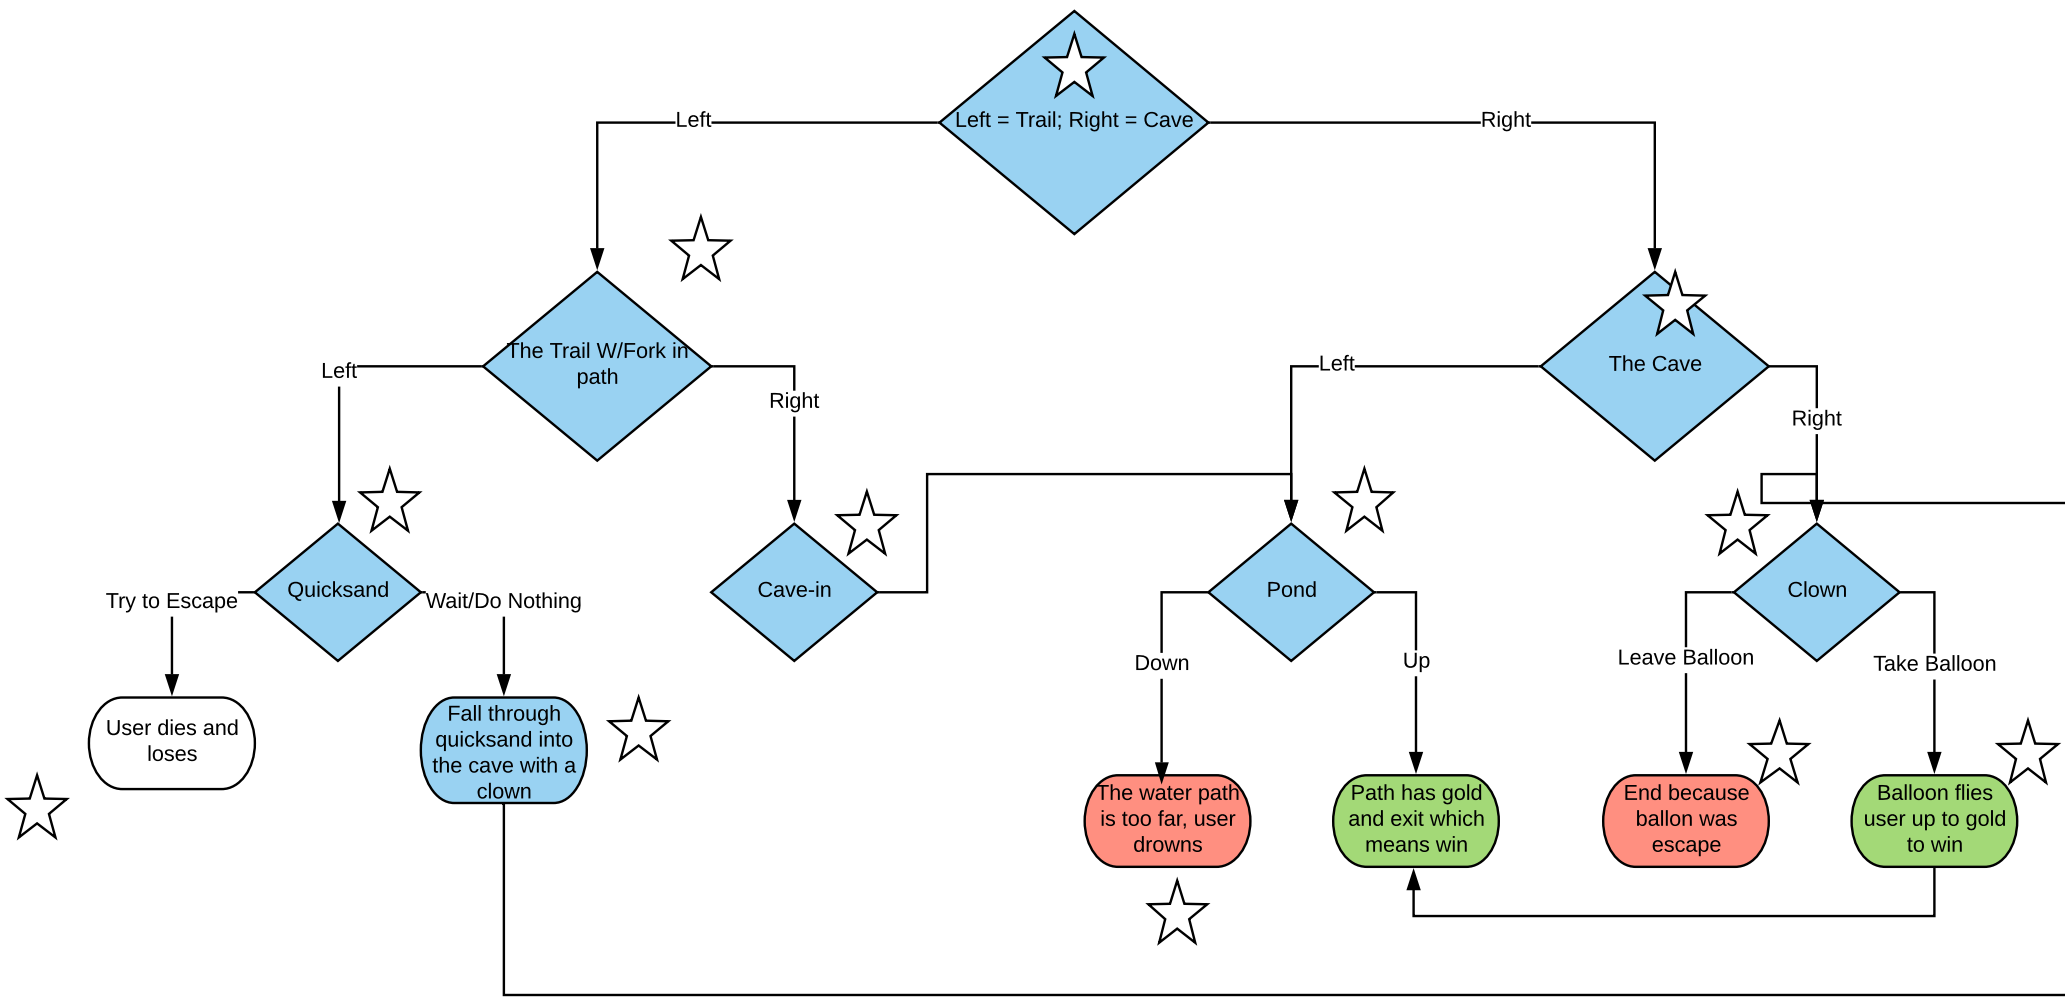 Left = Trail; Right = Cave
Left
Right
The Trail W/Fork in
path
The Cave
Left
Right
Left
Right
Quicksand
Cave-in
Pond
Clown
Try to Escape
Wait/Do Nothing
Down
Up
Leave Balloon
Take Balloon
User dies and
loses
Fall through
quicksand into
the cave with a
clown
The water path
is too far, user
drowns
Path has gold
and exit which
means win
End because
ballon was
escape
Balloon flies
user up to gold
to win